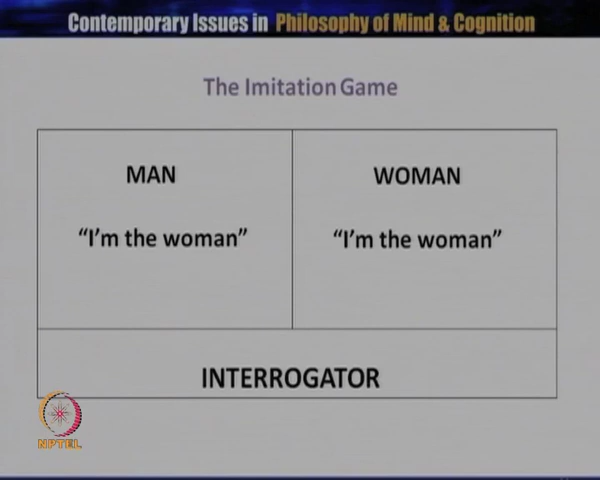 Contemporary Issues in Philosophy of Mind & Cognition
The Imitation Game
MAN WOMAN
“I’m the woman” “I’m the woman”
INTERROGATOR
NPTEL